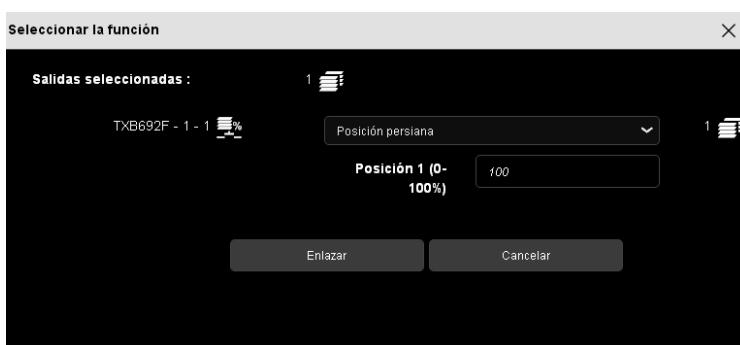 Seleccionar la función
Salidas seleccionadas :
1
TXB692F - 1 - 1
%
Posición persiana
1
Posición 1 (0-
100%)
100
Enlazar
Cancelar